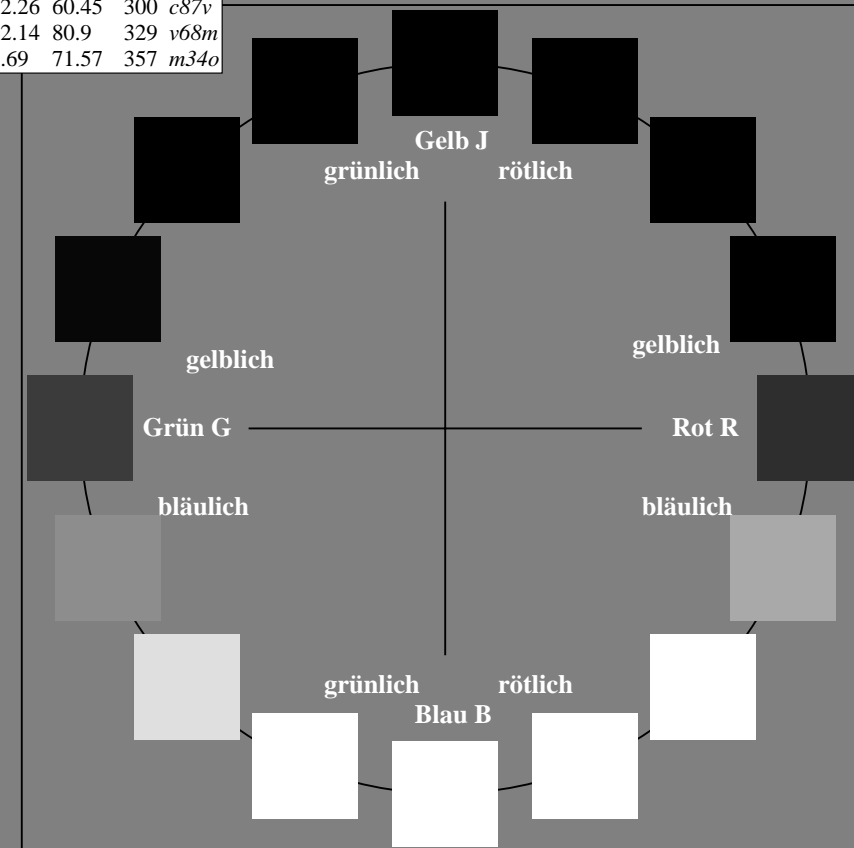 2.26 60.45 300 c87v
2.14 80.9 329 v68m
.69 71.57 357 m34o
Gelb J
grünlich rötlich
gelblich gelblich
Grün G Rot R
bläulich bläulich
grünlich rötlich
Blau B